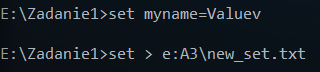 E:\Zadanie1>set myname=Valuev
E:\Zadanie1>set > e:A3\new_set.txt